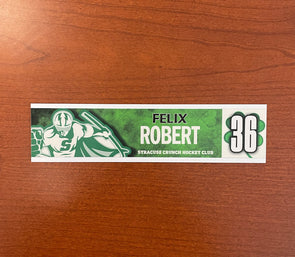 FELIX
ROBERT
SYRACUSE CRUNCH HOCKEY CLUB
36